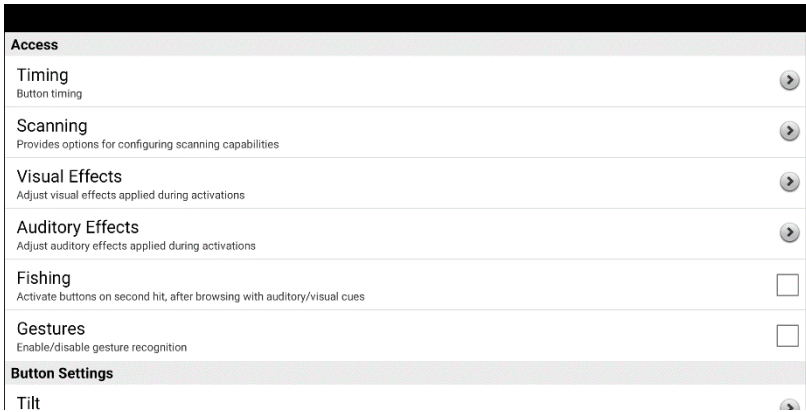 Access
Timing
Button timing
Scanning
Provides options for configuring scanning capabilities
Visual Effects
Adjust visual effects applied during activations
Auditory Effects
Adjust auditory effects applied during activations
Fishing
Activate buttons on second hit, after browsing with auditory/visual cues
Gestures
Enable/disable gesture recognition
Button Settings
Tilt